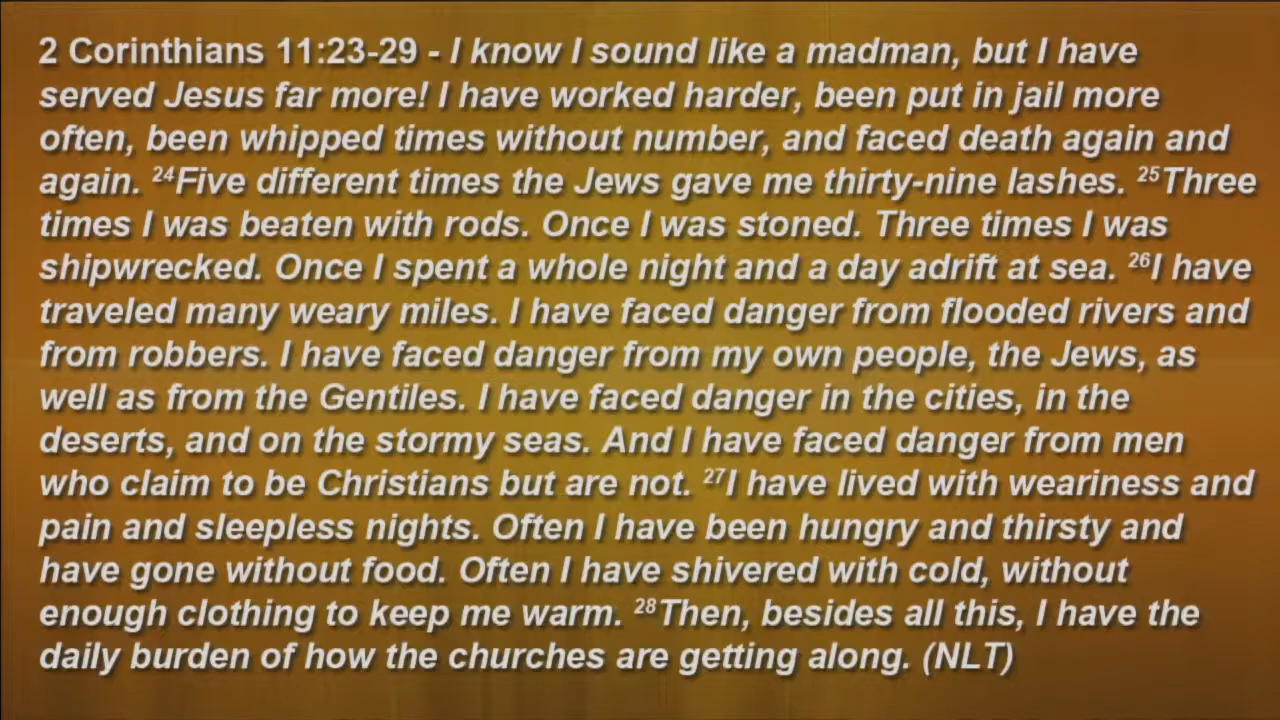 2 Corinthians 11:23-29 - I know I sound like a madman, but I have
served Jesus far more! I have worked harder, been put in jail more
often, been whipped times without number, and faced death again and
again. ²⁴Five different times the Jews gave me thirty-nine lashes. ²⁵Three
times I was beaten with rods. Once I was stoned. Three times I was
shipwrecked. Once I spent a whole night and a day adrift at sea. ²⁶I have
traveled many weary miles. I have faced danger from flooded rivers and
from robbers. I have faced danger from my own people, the Jews, as
well as from the Gentiles. I have faced danger in the cities, in the
deserts, and on the stormy seas. And I have faced danger from men
who claim to be Christians but are not. ²⁷I have lived with weariness and
pain and sleepless nights. Often I have been hungry and thirsty and
have gone without food. Often I have shivered with cold, without
enough clothing to keep me warm. ²⁸Then, besides all this, I have the
daily burden of how the churches are getting along. (NLT)